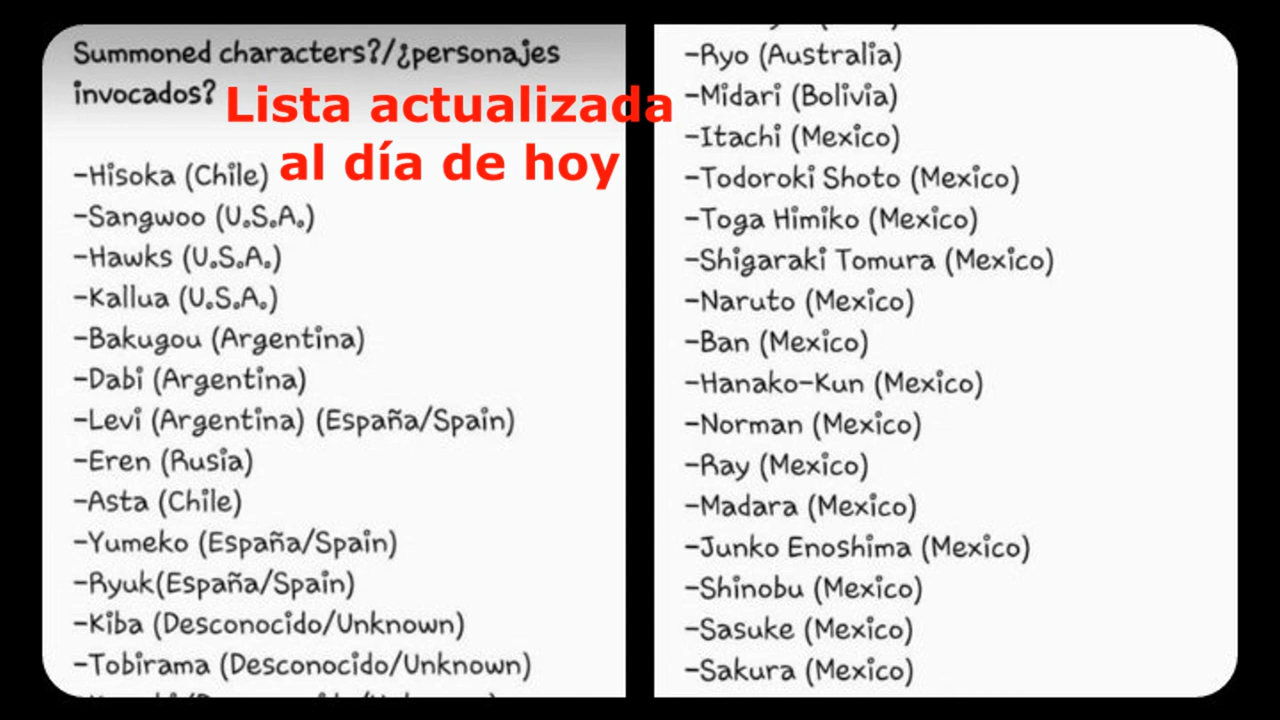 Summoned characters?/¿personajes
invocados?
Lista actualizada
al día de hoy
-Hisoka (Chile)
-Sangwoo (U.S.A.)
-Hawks (U.S.A.)
-Kallua (U.S.A.)
-Bakugou (Argentina)
-Dabi (Argentina)
-Levi (Argentina) (España/Spain)
-Eren (Rusia)
-Asta (Chile)
-Yumeko (España/Spain)
-Ryuk(España/Spain)
-Kiba (Desconocido/Unknown)
-Tobirama (Desconocido/Unknown)
-Ryo (Australia)
-Midari (Bolivia)
-Itachi (Mexico)
-Todoroki Shoto (Mexico)
-Toga Himiko (Mexico)
-Shigaraki Tomura (Mexico)
-Naruto (Mexico)
-Ban (Mexico)
-Hanako-Kun (Mexico)
-Norman (Mexico)
-Ray (Mexico)
-Madara (Mexico)
-Junko Enoshima (Mexico)
-Shinobu (Mexico)
-Sasuke (Mexico)
-Sakura (Mexico)